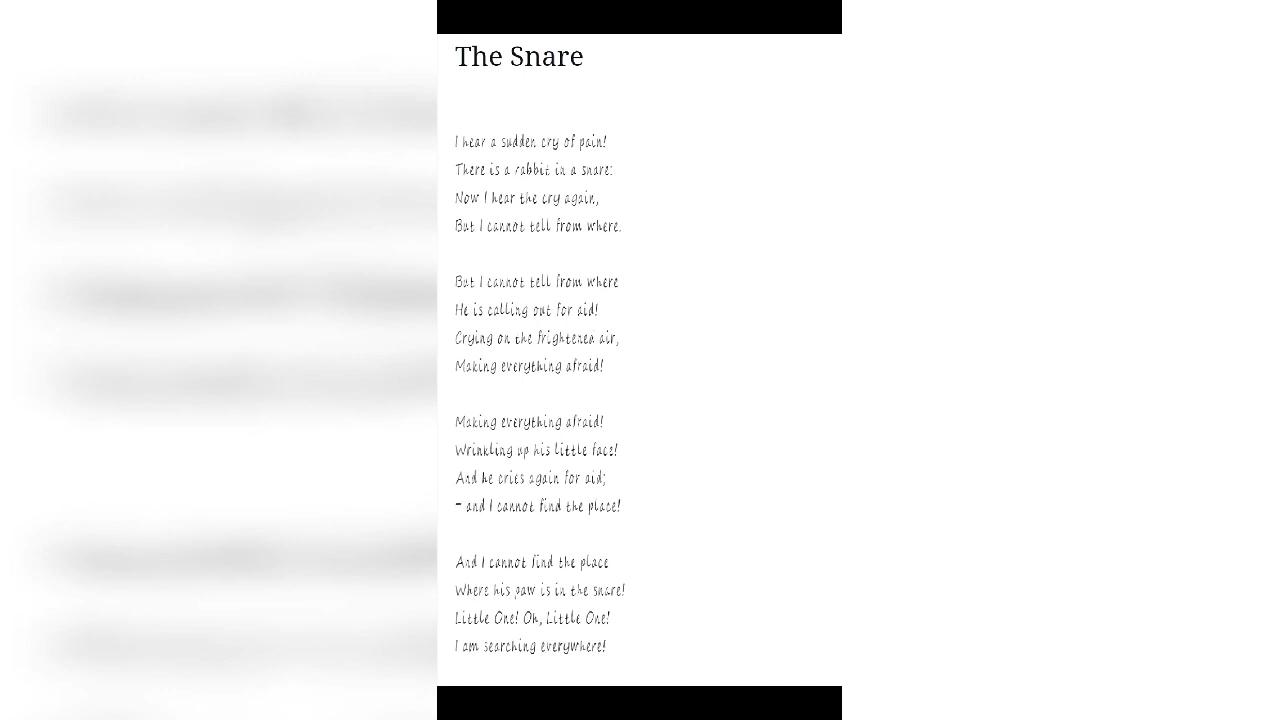 The Snare
I hear a sudden cry of pain!
There is a rabbit in a snare:
Now I hear the cry again,
But I cannot tell from where.
But I cannot tell from where
He is calling out for aid!
Crying on the frightened air,
Making everything afraid!
Making everything afraid!
Wrinkling up his little face!
And he cries again for aid;
- and I cannot find the place!
And I cannot find the place
Where his paw is in the snare!
Little One! Oh, Little One!
I am searching everywhere!